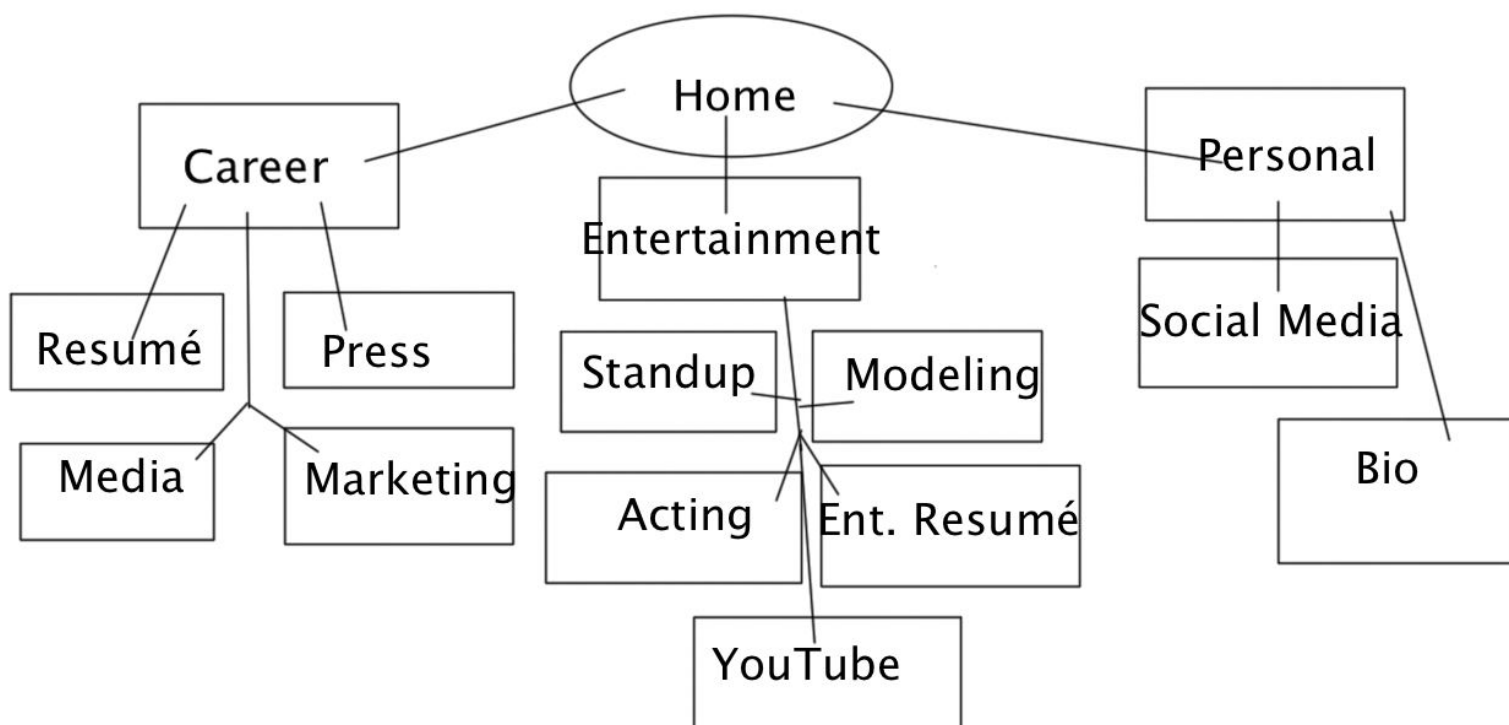 Home
Career
Personal
Entertainment
Resumé
Press
Social Media
Standup
Modeling
Media
Marketing
Acting
Ent. Resumé
Bio
YouTube